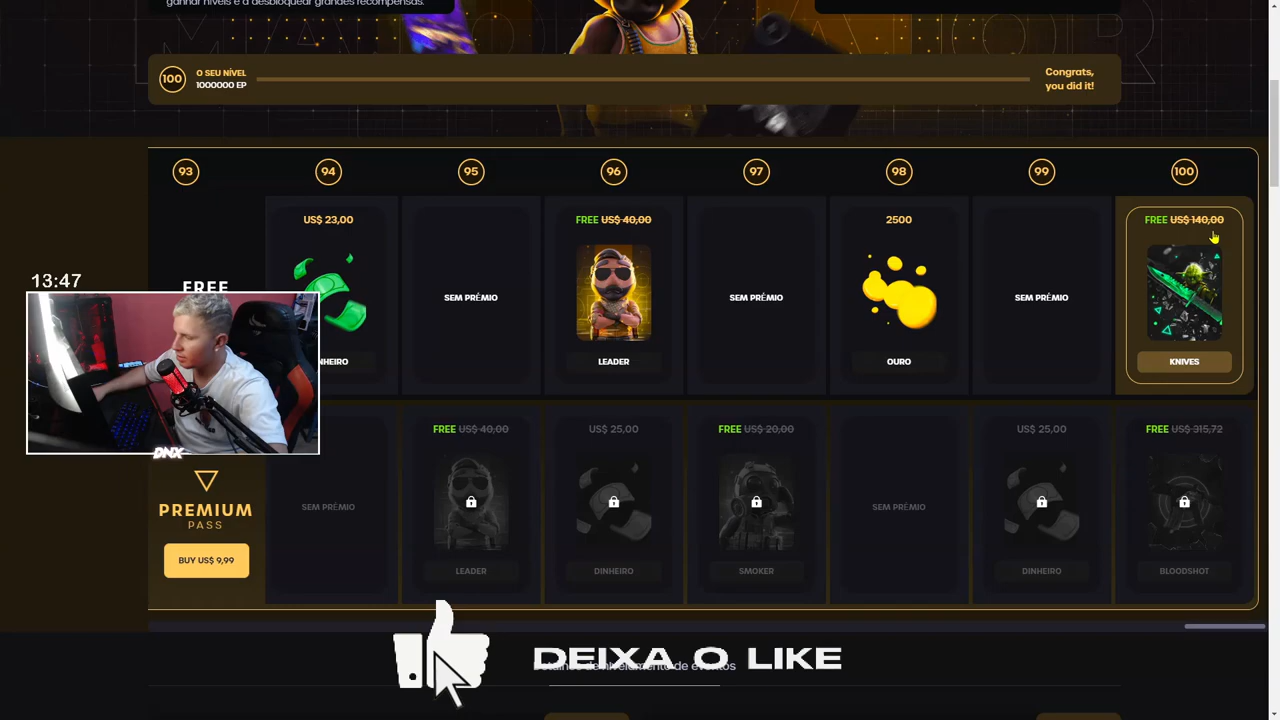 ganhar níveis e a desbloquear grandes recompensas.
100
O SEU NÍVEL
1000000 EP
Congrats,
you did it!
93
94
95
96
97
98
99
100
US$ 23,00
FREE US$ 40,00
2500
FREE US$ 140,00
13:47
FREE
SEM PRÊMIO
SEM PRÊMIO
SEM PRÊMIO
NHEIRO
LEADER
OURO
KNIVES
FREE US$ 40,00
US$ 25,00
FREE US$ 20,00
US$ 25,00
FREE US$ 315,72
DNX
PREMIUM
PASS
SEM PRÊMIO
SEM PRÊMIO
BUY US$ 9,99
LEADER
DINHEIRO
SMOKER
DINHEIRO
BLOODSHOT
DEIXA O LIKE
de nivelamento de eventos